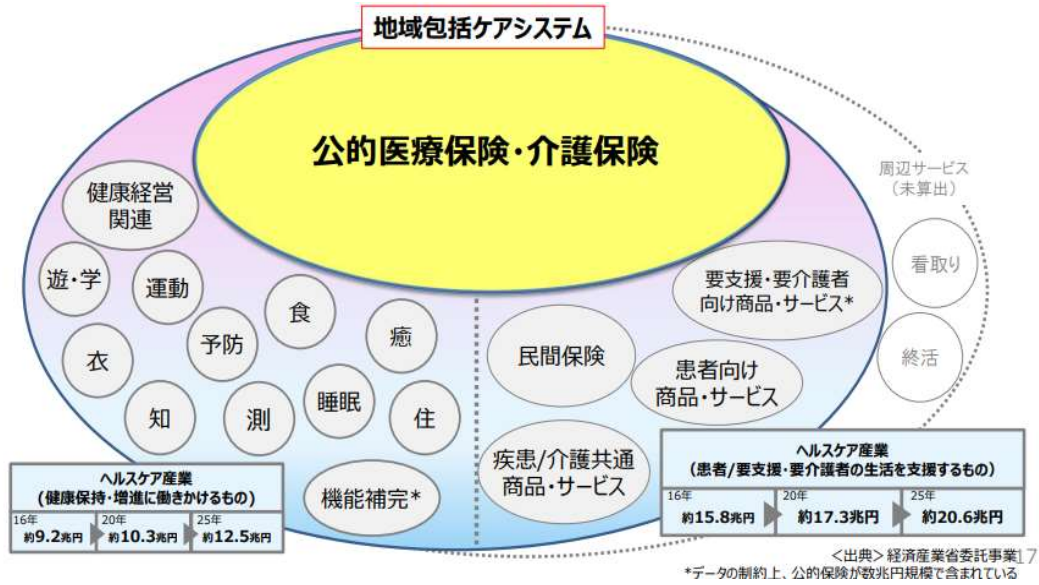 地域包括ケアシステム
公的医療保険・介護保険
周辺サービス
(未算出)
健康経営
関連
看取り
遊・学
運動
要支援・要介護者
向け商品・サービス*
食
癒
予防
民間保険
終活
衣
患者向け
商品・サービス
睡眠
知
測
住
疾患/介護共通
商品・サービス
機能補完*
ヘルスケア産業
(健康保持・増進に働きかけるもの)
16年
約9.2兆円
20年
約10.3兆円
25年
約12.5兆円
ヘルスケア産業
(患者/要支援・要介護者の生活を支援するもの)
16年
約15.8兆円
20年
約17.3兆円
25年
約20.6兆円
<出典>経済産業省委託事業
17
*データの制約上、公的保険が数兆円規模で含まれている